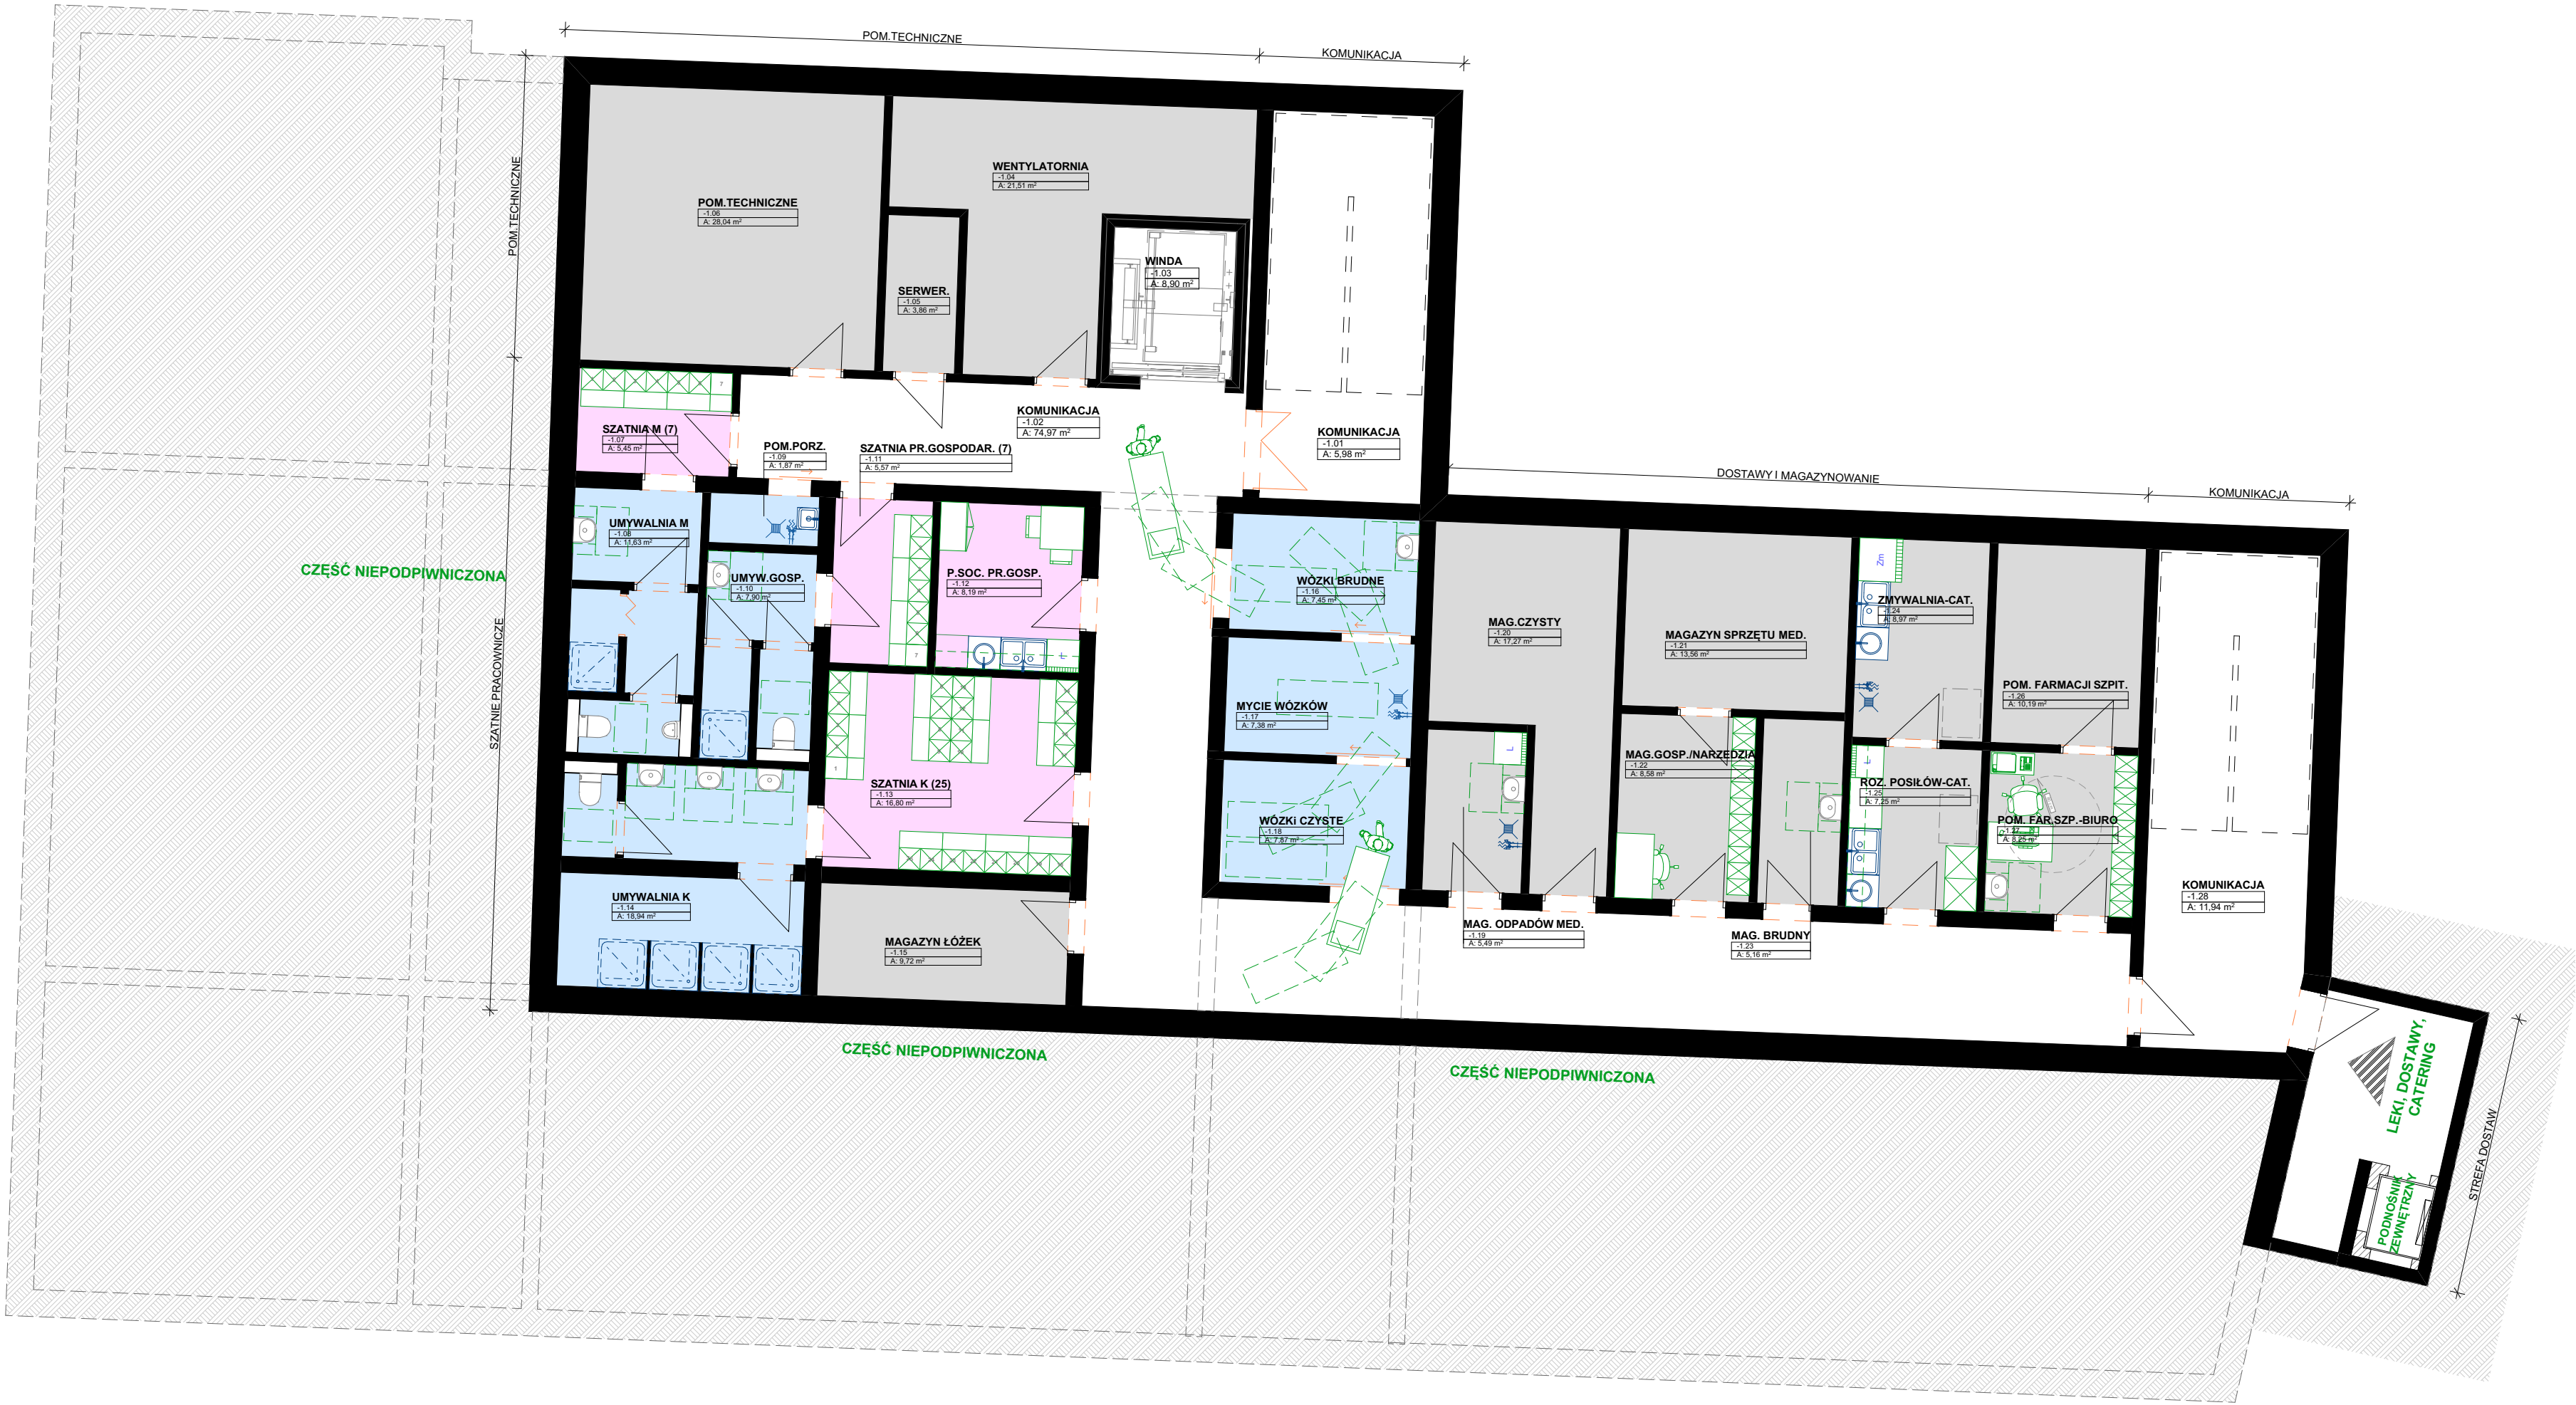 POM.TECHNICZNE
KOMUNIKACJA
POM.TECHNICZNE
WENTYLATORNIA
-1.04
A: 21,51 m²
POM.TECHNICZNE
-1.06
A: 28,04 m²
WINDA
-1.03
A: 8,90 m²
SERWER.
-1.05
A: 3,86 m²
7
SZATNIA M (7)
-1.07
A: 5,45 m²
KOMUNIKACJA
-1.02
A: 74,97 m²
KOMUNIKACJA
-1.01
A: 5,98 m²
POM.PORZ.
-1.09
A: 1,87 m²
SZATNIA PR.GOSPODAR. (7)
-1.11
A: 5,57 m²
DOSTAWY I MAGAZYNOWANIE
KOMUNIKACJA
UMYWALNIA M
-1.08
A: 11,63 m²
CZĘŚĆ NIEPODPIWNICZONA
UMYW.GOSP.
-1.10
A: 7,90 m²
P.SOC. PR.GOSP.
-1.12
A: 8,19 m²
L
7
WÓZKI BRUDNE
-1.16
A: 7,45 m²
Zm
ZMYWALNIA-CAT.
-1.24
A: 8,97 m²
MAG.CZYSTY
-1.20
A: 17,27 m²
MAGAZYN SPRZĘTU MED.
-1.21
A: 13,56 m²
SZATNIE PRACOWNICZE
POM. FARMACJI SZPIT.
-1.26
A: 10,19 m²
MYCIE WÓZKÓW
-1.17
A: 7,38 m²
MAG.GOSP./NARZĘDZIA
-1.22
A: 8,58 m²
L
L
SZATNIA K (25)
-1.13
A: 16,80 m²
1
ROZ. POSIŁÓW-CAT.
-1.25
A: 7,25 m²
WÓZKi CZYSTE
-1.18
A: 7,87 m²
POM. FAR.SZP.-BIURO
-1.27
A: 8,25 m²
UMYWALNIA K
-1.14
A: 18,94 m²
KOMUNIKACJA
-1.28
A: 11,94 m²
MAGAZYN ŁÓŻEK
-1.15
A: 9,72 m²
MAG. ODPADÓW MED.
-1.19
A: 5,49 m²
MAG. BRUDNY
-1.23
A: 5,16 m²
CZĘŚĆ NIEPODPIWNICZONA
CZĘŚĆ NIEPODPIWNICZONA
LEKI, DOSTAWY,
CATERING
STREFA DOSTAW
PODNOŚNIK
ZEWNĘTRZNY